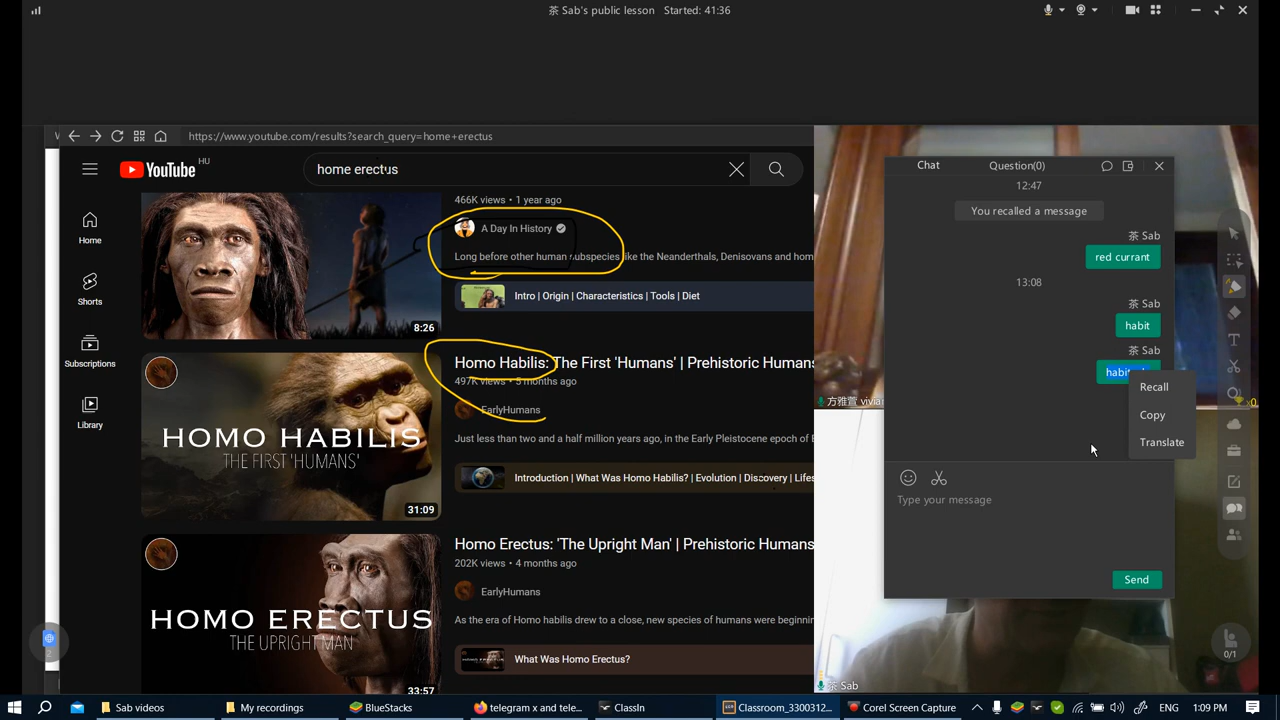 茶 Sab's public lesson Started: 41:36
https://www.youtube.com/results?search_query=home+erectus
YouTube HU
home erectus
Home
Shorts
Subscriptions
Library
466K views • 1 year ago
A Day In History
Long before other human subspecies like the Neanderthals, Denisovans and hom
Intro | Origin | Characteristics | Tools | Diet
8:26
Homo Habilis: The First 'Humans' | Prehistoric Humans
497K views • 5 months ago
EarlyHumans
Just less than two and a half million years ago, in the Early Pleistocene epoch of E
Introduction | What Was Homo Habilis? | Evolution | Discovery | Lifes
HOMO HABILIS
THE FIRST 'HUMANS'
31:09
Homo Erectus: 'The Upright Man' | Prehistoric Humans
202K views • 4 months ago
EarlyHumans
As the era of Homo habilis drew to a close, new species of humans were beginnin
What Was Homo Erectus?
HOMO ERECTUS
THE UPRIGHT MAN
33:57
Chat
Question(0)
12:47
You recalled a message
茶 Sab
red currant
13:08
茶 Sab
habit
茶 Sab
habit
Recall
Copy
Translate
Type your message
Send
方雅萱 vivian
x0
茶 Sab
0/1
2
Sab videos
My recordings
BlueStacks
telegram x and tele...
ClassIn
Classroom_3300312...
Corel Screen Capture
ENG
1:09 PM